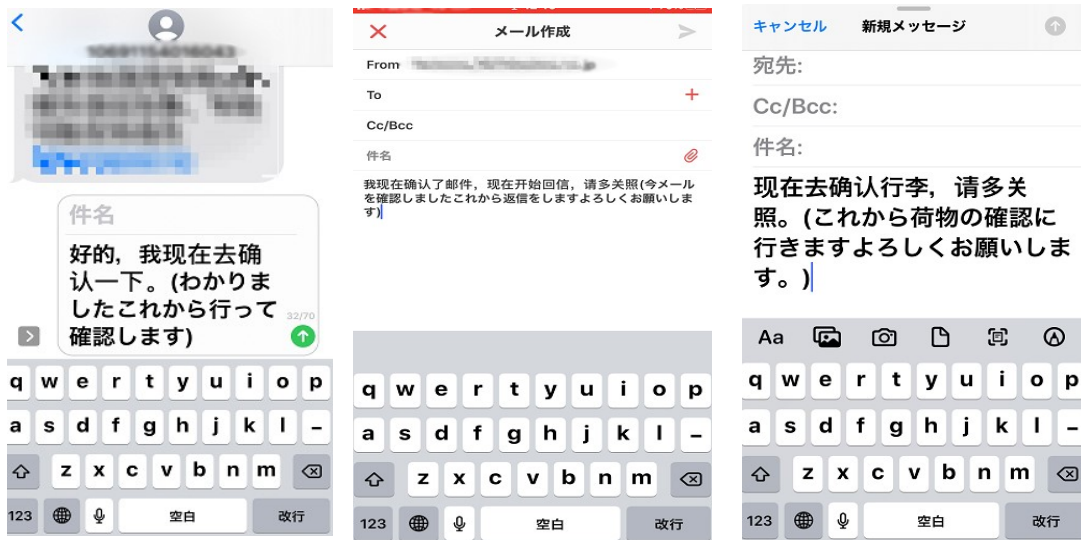 10691154016043
件名
好的，我现在去确
认一下。(わかりま
したこれから行って
確認します)
32/70
q w e r t y u i o p
a s d f g h j k l –
z x c v b n m
123
空白
改行
メール作成
From
To
Cc/Bcc
件名
我现在确认了邮件，现在开始回信，请多关照(今メール
を確認しましたこれから返信をしますよろしくお願いしま
す)
q w e r t y u i o p
a s d f g h j k l –
z x c v b n m
123
空白
改行
キャンセル 新規メッセージ
宛先:
Cc/Bcc:
件名:
现在去确认行李，请多关
照。(これから荷物の確認に
行きますよろしくお願いしま
す。)
Aa
q w e r t y u i o p
a s d f g h j k l –
z x c v b n m
123
空白
改行